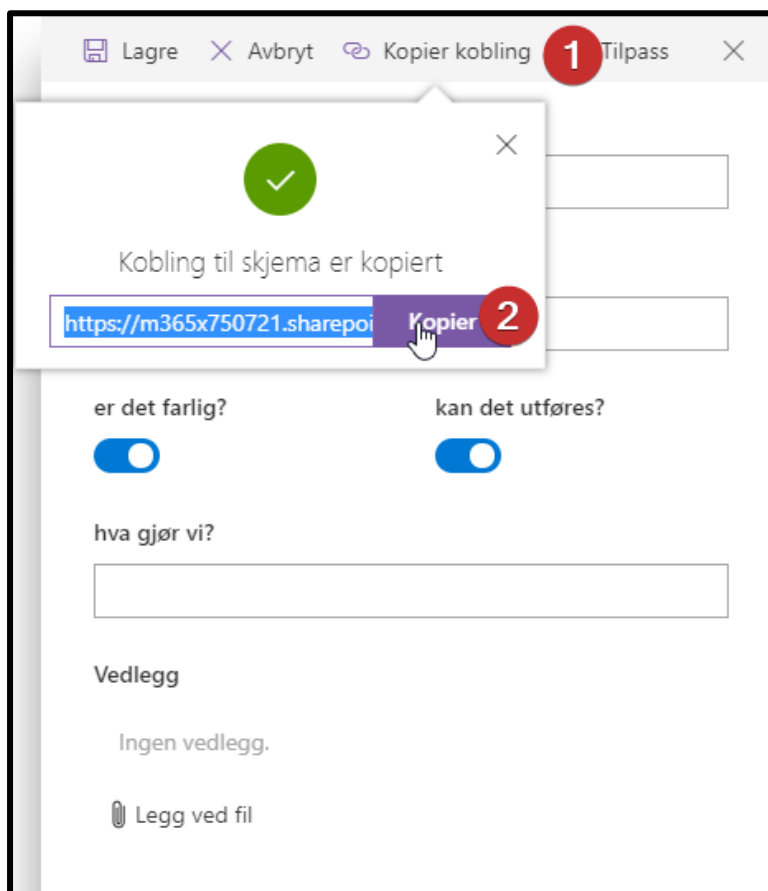 Lagre Avbryt Kopier kobling 1 Tilpass
Kobling til skjema er kopiert
https://m365x750721.sharepoi Kopier 2
er det farlig? kan det utføres?
hva gjør vi?
Vedlegg
Ingen vedlegg.
Legg ved fil